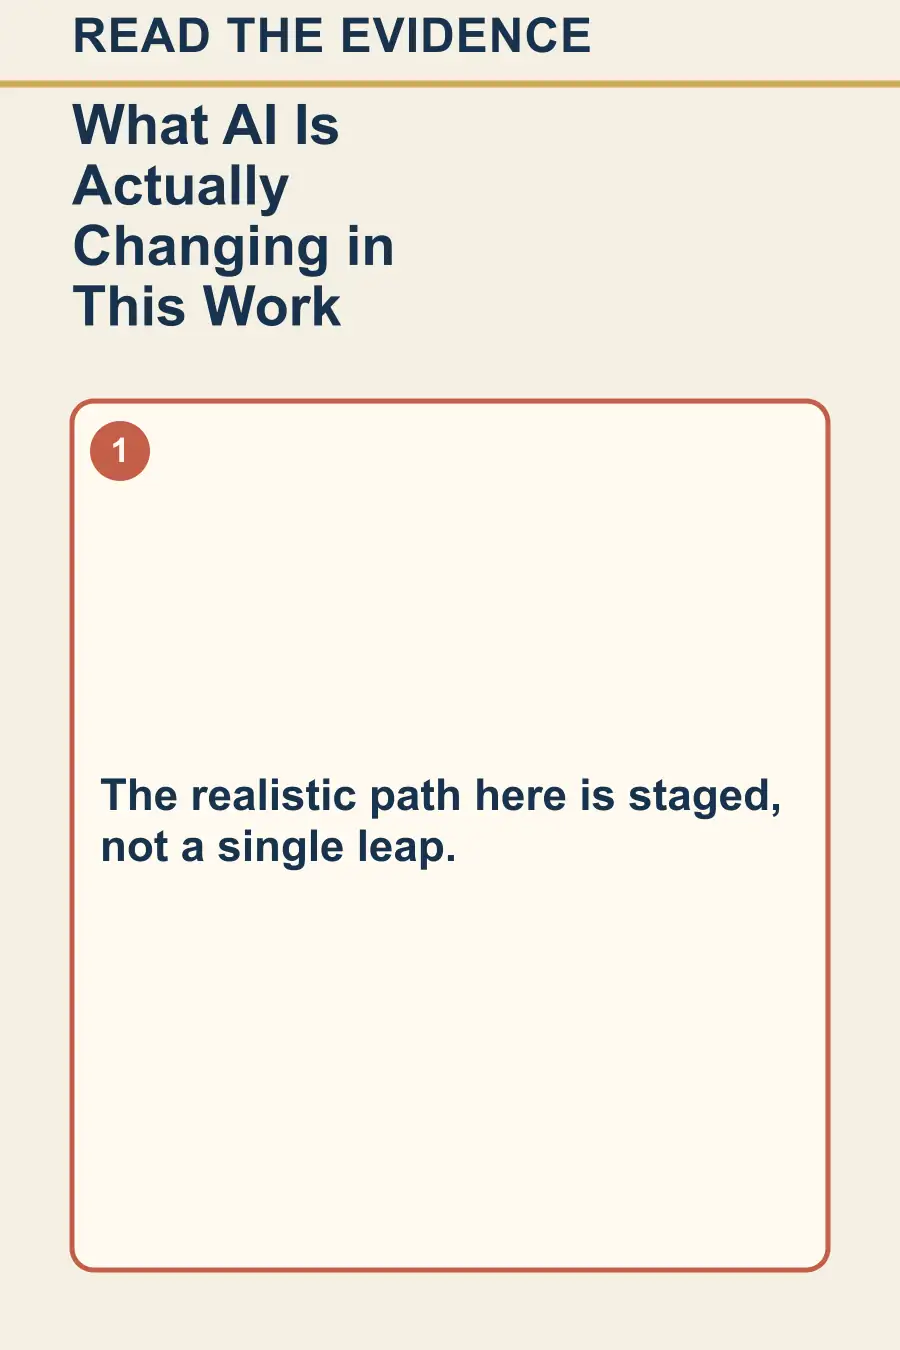 READ THE EVIDENCE
What AI Is
Actually
Changing in
This Work
1
The realistic path here is staged,
not a single leap.